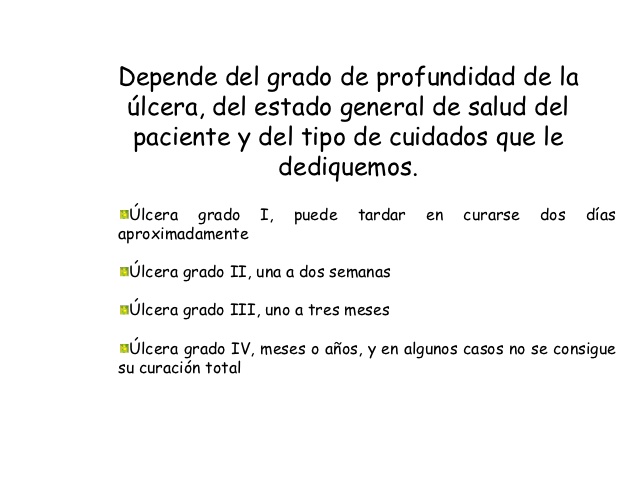 Depende del grado de profundidad de la
úlcera, del estado general de salud del
paciente y del tipo de cuidados que le
dediquemos.
Úlcera grado I, puede tardar en curarse dos días
aproximadamente
Úlcera grado II, una a dos semanas
Úlcera grado III, uno a tres meses
Úlcera grado IV, meses o años, y en algunos casos no se consigue
su curación total